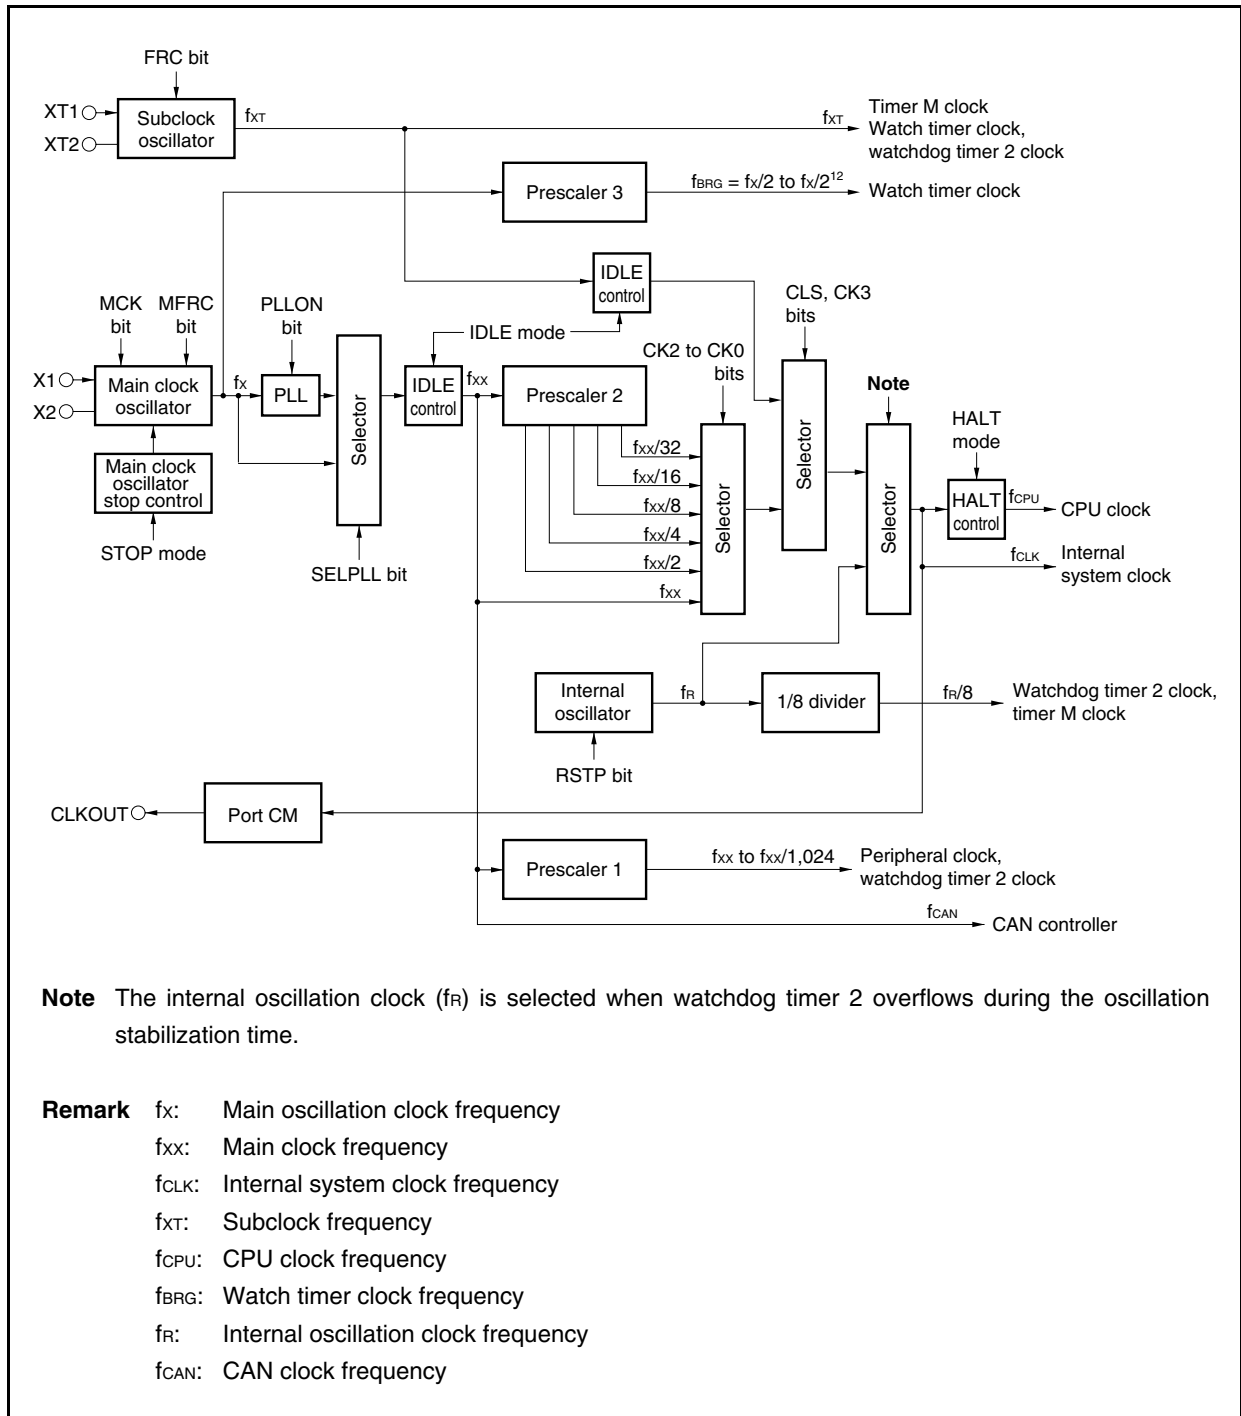 FRC bit
XT1
XT2
Subclock
oscillator
fXT
fXT
Timer M clock
Watch timer clock,
watchdog timer 2 clock
Prescaler 3
fBRG = fX/2 to fX/2^12
Watch timer clock
IDLE
control
MCK
bit
MFRC
bit
PLLON
bit
IDLE mode
CLS, CK3
bits
CK2 to CK0
bits
X1
X2
Main clock
oscillator
fX
PLL
Selector
IDLE
control
fXX
Prescaler 2
Note
HALT
mode
Main clock
oscillator
stop control
STOP mode
SELPLL bit
fXX/32
fXX/16
fXX/8
fXX/4
fXX/2
fXX
Selector
Selector
Selector
HALT
control
fCPU
CPU clock
fCLK
Internal
system clock
Internal
oscillator
fR
1/8 divider
fR/8
Watchdog timer 2 clock,
timer M clock
RSTP bit
CLKOUT
Port CM
Prescaler 1
fXX to fXX/1,024
Peripheral clock,
watchdog timer 2 clock
fCAN
CAN controller
Note The internal oscillation clock (fR) is selected when watchdog timer 2 overflows during the oscillation
stabilization time.
Remark fX: Main oscillation clock frequency
fXX: Main clock frequency
fCLK: Internal system clock frequency
fXT: Subclock frequency
fCPU: CPU clock frequency
fBRG: Watch timer clock frequency
fR: Internal oscillation clock frequency
fCAN: CAN clock frequency